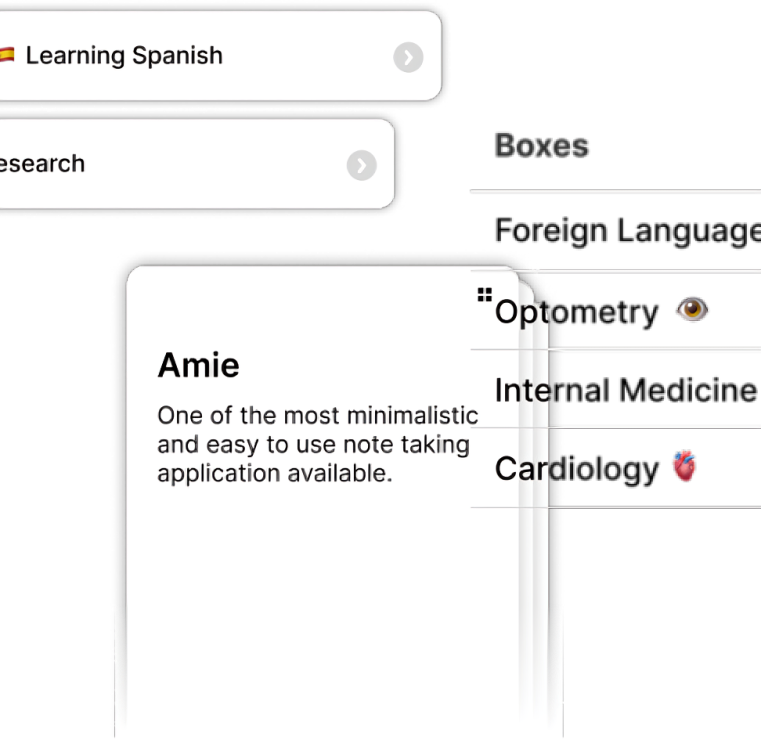 🇪🇸 Learning Spanish
esearch
Boxes
Foreign Language
Optometry 👁️
Internal Medicine
Cardiology 🫀
Amie
One of the most minimalistic
and easy to use note taking
application available.